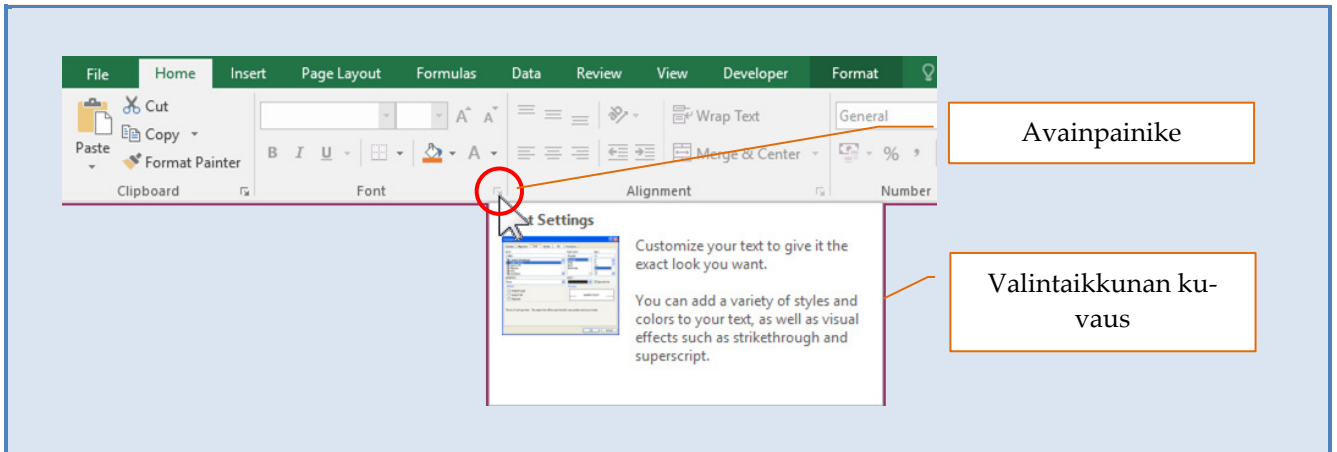 File Home Insert Page Layout Formulas Data Review View Developer Format
Cut
Copy
Paste
Format Painter
Clipboard
A A
B I U A
Font
Wrap Text
Merge & Center
Alignment
General
% ,
Number
Avainpainike
Settings
Customize your text to give it the
exact look you want.
You can add a variety of styles and
colors to your text, as well as visual
effects such as strikethrough and
superscript.
Valintaikkunan ku-
vaus